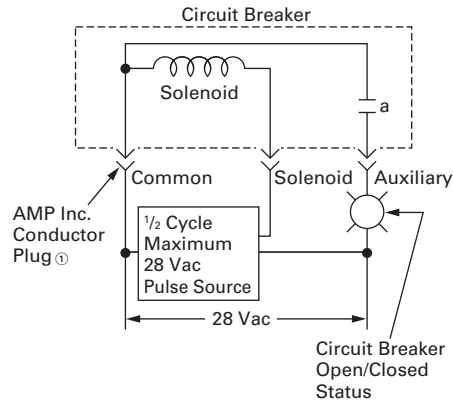 Circuit Breaker
Solenoid
a
Common
Solenoid
Auxiliary
AMP Inc.
Conductor
Plug ①
½ Cycle
Maximum
28 Vac
Pulse Source
28 Vac
Circuit Breaker
Open/Closed
Status